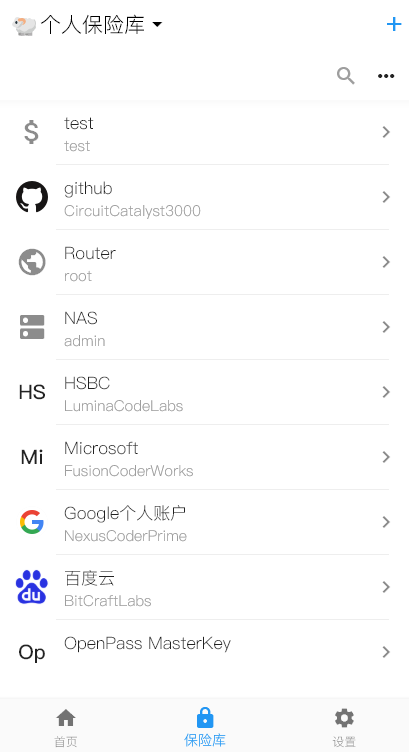 个人保险库
test
test
github
CircuitCatalyst3000
Router
root
NAS
admin
HS
HSBC
LuminaCodeLabs
Mi
Microsoft
FusionCoderWorks
Google个人账户
NexusCoderPrime
du
百度云
BitCraftLabs
Op
OpenPass MasterKey
首页
保险库
设置